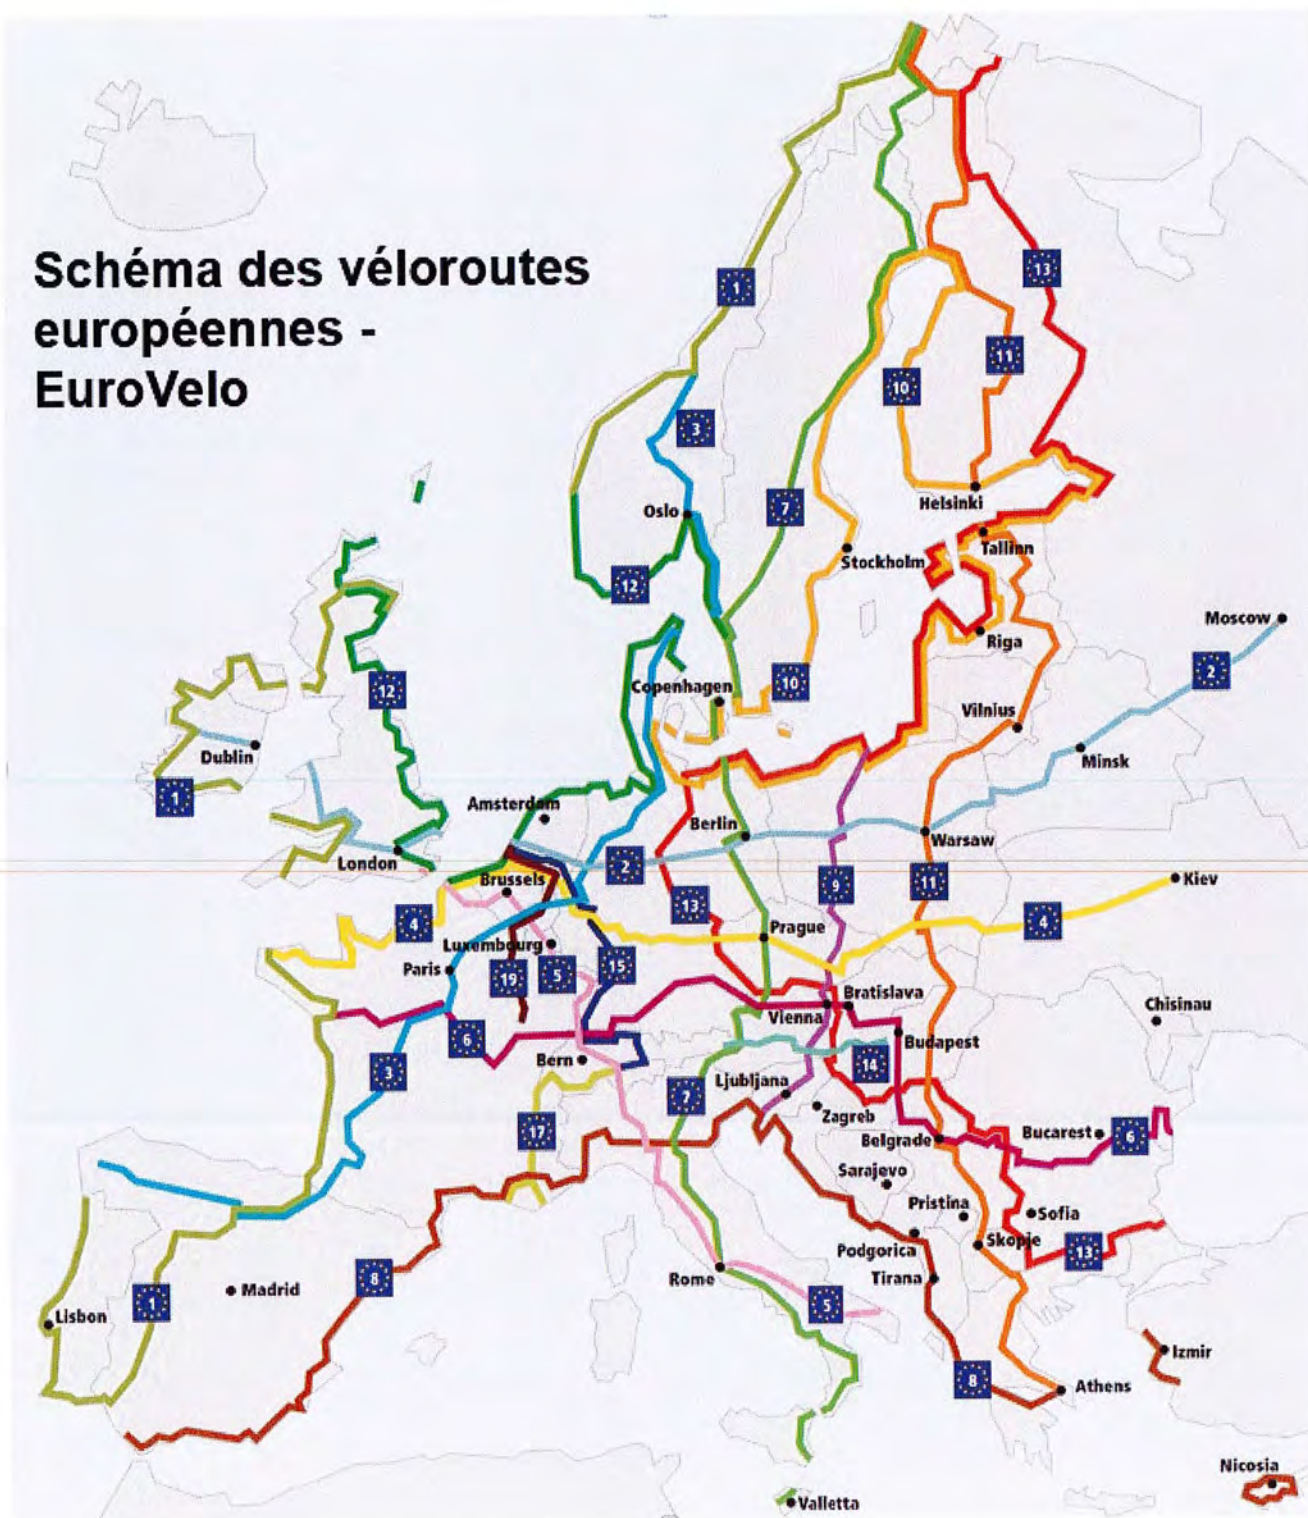 Schéma des véloroutes
européennes -
EuroVelo
1
13
11
10
3
7
Oslo
Helsinki
Stockholm
Tallinn
12
Moscow
2
Riga
12
Copenhagen
10
Vilnius
Dublin
Minsk
1
Amsterdam
Berlin
London
2
Warsaw
Brussels
9
11
Kiev
4
13
4
Prague
Luxembourg
Paris
19
5
15
Bratislava
Vienna
Chisinau
6
Budapest
Bern
14
3
Ljubljana
7
Zagreb
17
Belgrade
Bucarest
6
Sarajevo
Pristina
Sofia
Skopje
Podgorica
13
Rome
Tirana
8
Madrid
1
5
Lisbon
Izmir
8
Athens
Nicosia
Valletta